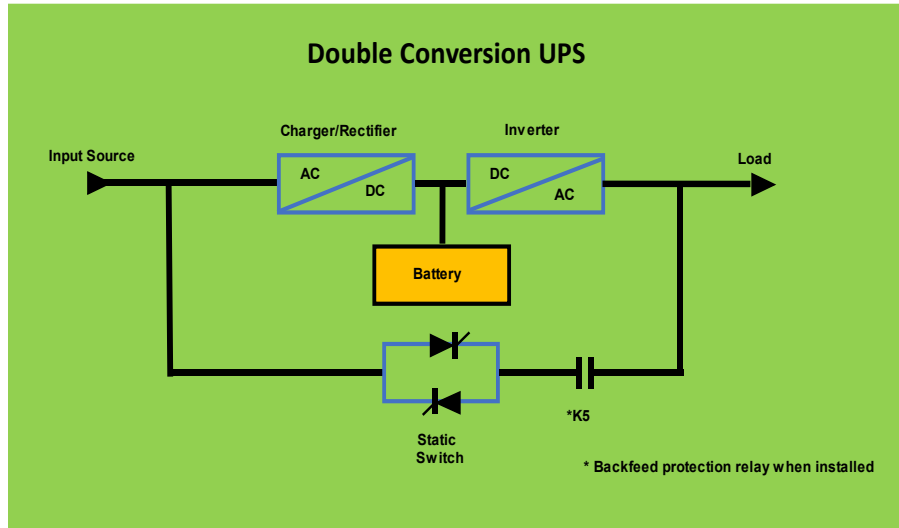 Double Conversion UPS
Charger/Rectifier
Inverter
Input Source
Load
AC
DC
DC
AC
Battery
*K5
Static
Switch
* Backfeed protection relay when installed